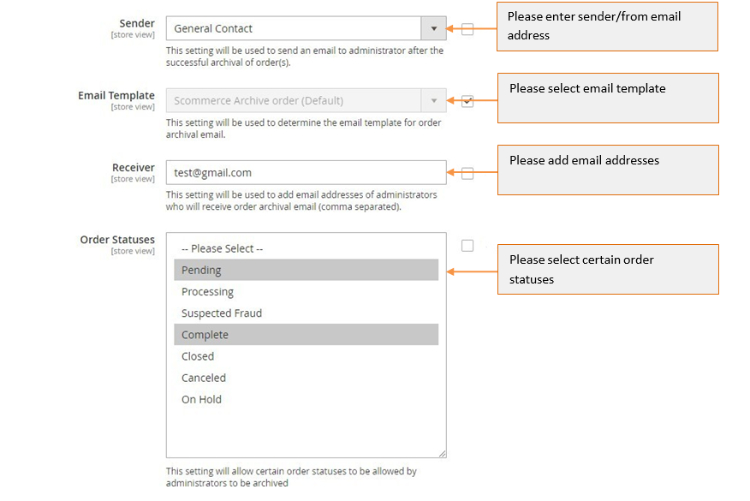 Sender
[store view]
General Contact
This setting will be used to send an email to administrator after the
successful archival of order(s).
Please enter sender/from email
address
Email Template
[store view]
Scommerce Archive order (Default)
This setting will be used to determine the email template for order
archival email.
Please select email template
Receiver
[store view]
test@gmail.com
This setting will be used to add email addresses of administrators
who will receive order archival email (comma separated).
Please add email addresses
Order Statuses
[store view]
-- Please Select --
Pending
Processing
Suspected Fraud
Complete
Closed
Canceled
On Hold
Please select certain order
statuses
This setting will allow certain order statuses to be allowed by
administrators to be archived